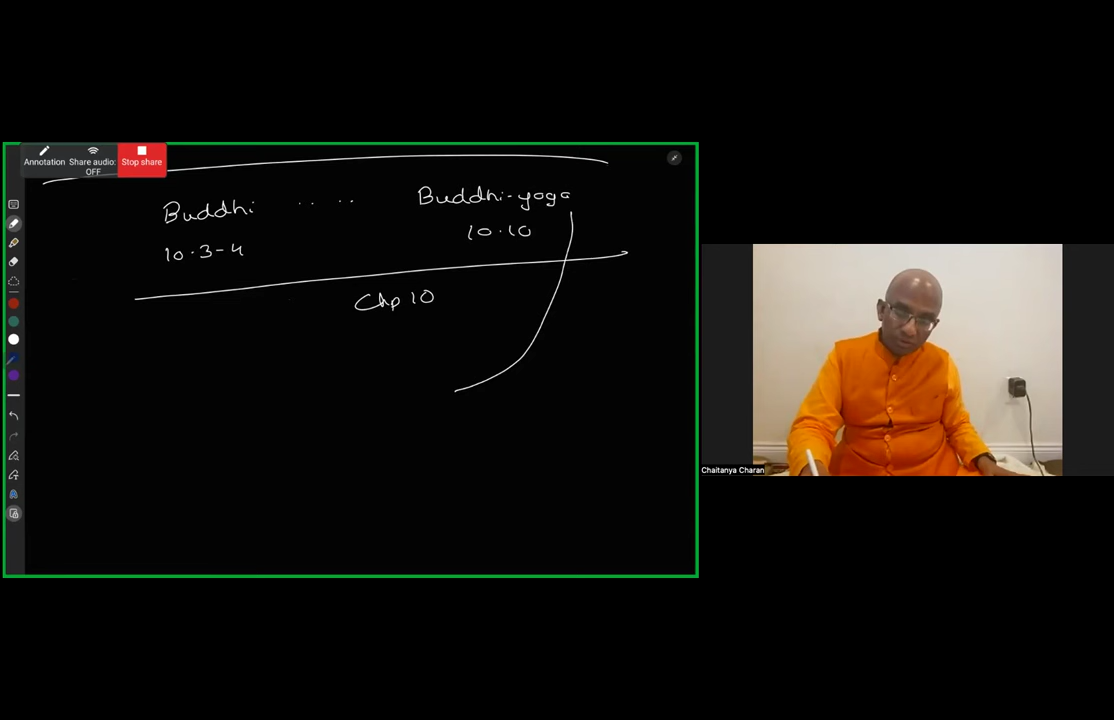 Annotation Share audio: OFF Stop share
Buddhi .. .. Buddhi-yoga
10.3-4 10.10
Chp 10
Chaitanya Charan